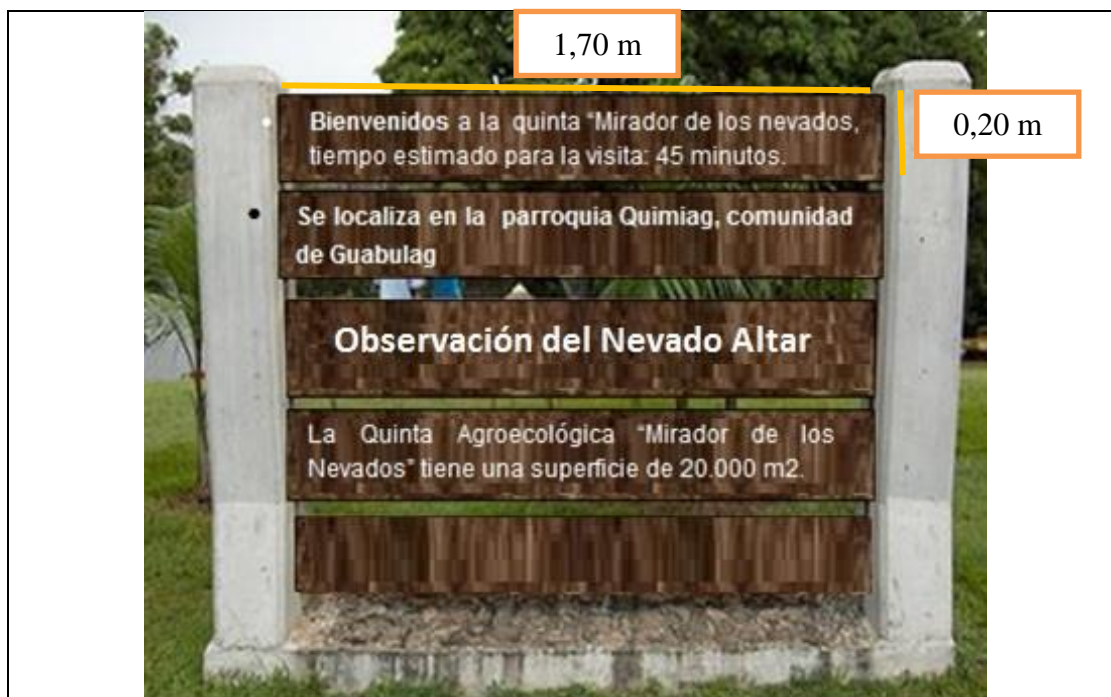 1,70 m
0,20 m
Bienvenidos a la quinta “Mirador de los nevados,
tiempo estimado para la visita: 45 minutos.
Se localiza en la parroquia Quimiag, comunidad
de Guabulag
Observación del Nevado Altar
La Quinta Agroecológica “Mirador de los
Nevados” tiene una superficie de 20.000 m2.